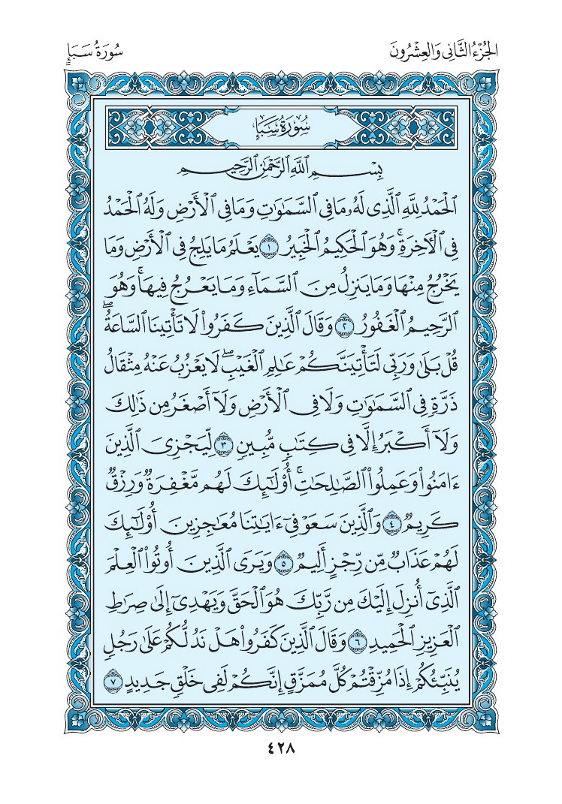 الجُزْءُ الثَّانِي وَالعِشْرُونَ
سُورَةُ سَبَإٍ
سُورَةُ سَبَإٍ
بِسْمِ ٱللَّهِ ٱلرَّحْمَٰنِ ٱلرَّحِيمِ
ٱلْحَمْدُ لِلَّهِ ٱلَّذِى لَهُۥ مَا فِى ٱلسَّمَٰوَٰتِ وَمَا فِى ٱلْأَرْضِ وَلَهُ ٱلْحَمْدُ
فِى ٱلْأَخِرَةِ ۚ وَهُوَ ٱلْحَكِيمُ ٱلْخَبِيرُ ١ يَعْلَمُ مَا يَلِجُ فِى ٱلْأَرْضِ وَمَا
يَخْرُجُ مِنْهَا وَمَا يَنزِلُ مِنَ ٱلسَّمَآءِ وَمَا يَعْرُجُ فِيهَا ۚ وَهُوَ
ٱلرَّحِيمُ ٱلْغَفُورُ ٢ وَقَالَ ٱلَّذِينَ كَفَرُوا۟ لَا تَأْتِينَا ٱلسَّاعَةُ ۖ
قُلْ بَلَىٰ وَرَبِّى لَتَأْتِيَنَّكُمْ عَٰلِمِ ٱلْغَيْبِ ۖ لَا يَعْزُبُ عَنْهُ مِثْقَالُ
ذَرَّةٍ فِى ٱلسَّمَٰوَٰتِ وَلَا فِى ٱلْأَرْضِ وَلَآ أَصْغَرُ مِن ذَٰلِكَ
وَلَآ أَكْبَرُ إِلَّا فِى كِتَٰبٍ مُّبِينٍ ٣ لِّيَجْزِىَ ٱلَّذِينَ
ءَامَنُوا۟ وَعَمِلُوا۟ ٱلصَّٰلِحَٰتِ ۚ أُو۟لَٰٓئِكَ لَهُم مَّغْفِرَةٌ وَرِزْقٌ
كَرِيمٌ ٤ وَٱلَّذِينَ سَعَوْ فِىٓ ءَايَٰتِنَا مُعَٰجِزِينَ أُو۟لَٰٓئِكَ
لَهُمْ عَذَابٌ مِّن رِّجْزٍ أَلِيمٌ ٥ وَيَرَى ٱلَّذِينَ أُوتُوا۟ ٱلْعِلْمَ
ٱلَّذِىٓ أُنزِلَ إِلَيْكَ مِن رَّبِّكَ هُوَ ٱلْحَقَّ وَيَهْدِىٓ إِلَىٰ صِرَٰطِ
ٱلْعَزِيزِ ٱلْحَمِيدِ ٦ وَقَالَ ٱلَّذِينَ كَفَرُوا۟ هَلْ نَدُلُّكُمْ عَلَىٰ رَجُلٍ
يُنَبِّئُكُمْ إِذَا مُزِّقْتُمْ كُلَّ مُمَزَّقٍ إِنَّكُمْ لَفِى خَلْقٍ جَدِيدٍ ٧
٤٢٨